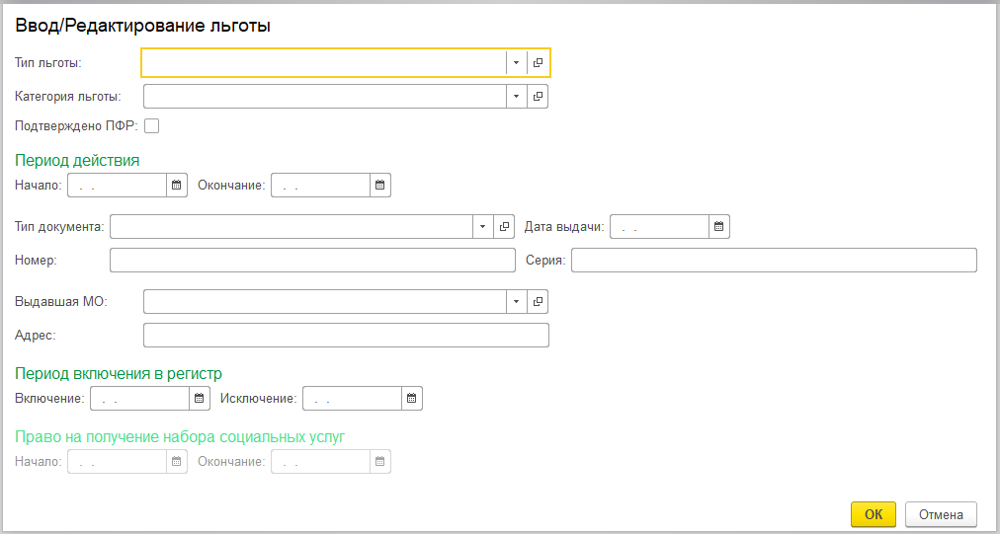 Ввод/Редактирование льготы
Тип льготы:
Категория льготы:
Подтверждено ПФР:
Период действия
Начало: . . Окончание: . .
Тип документа: Дата выдачи: . .
Номер: Серия:
Выдавшая МО:
Адрес:
Период включения в регистр
Включение: . . Исключение: . .
Право на получение набора социальных услуг
Начало: . . Окончание: . .
ОК Отмена